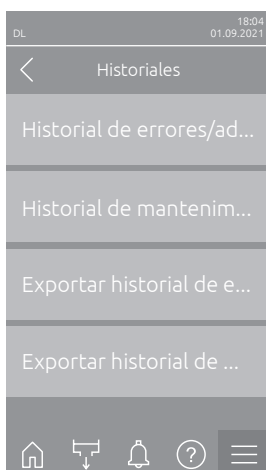 18:04
DL 01.09.2021
Historiales
Historial de errores/ad...
Historial de mantenim...
Exportar historial de e...
Exportar historial de ...
?